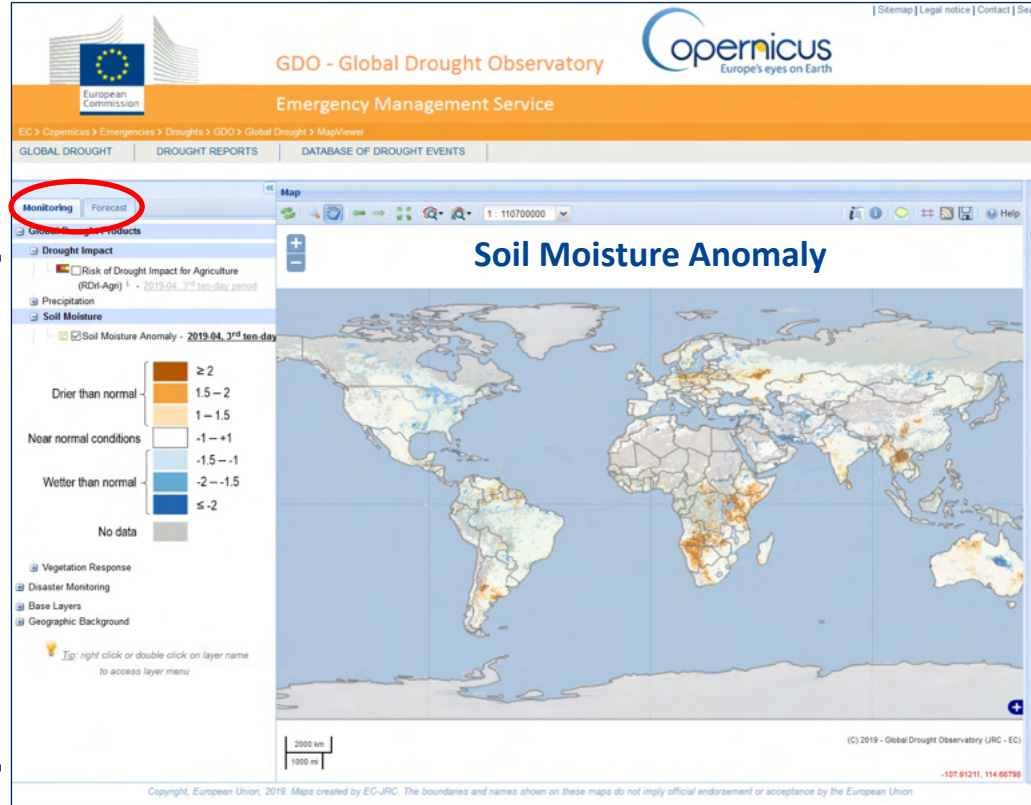 | Sitemap | Legal notice | Contact | Sea
European
Commission
GDO - Global Drought Observatory
opernicus
Europe's eyes on Earth
Emergency Management Service
EC > Copernicus > Emergencies > Droughts > GDO > Global Drought > MapViewer
GLOBAL DROUGHT
DROUGHT REPORTS
DATABASE OF DROUGHT EVENTS
Monitoring
Forecast
Global Drought Products
Drought Impact
Risk of Drought Impact for Agriculture
(RDrI-Agri) 1 - 2019-04, 3rd ten-day period
Precipitation
Soil Moisture
Soil Moisture Anomaly - 2019-04, 3rd ten-day
≥ 2
Drier than normal
1.5 – 2
1 – 1.5
Near normal conditions
-1 – +1
-1.5 – -1
Wetter than normal
-2 – -1.5
≤ -2
No data
Vegetation Response
Disaster Monitoring
Base Layers
Geographic Background
Tip: right click or double click on layer name
to access layer menu
Map
1 : 110700000
Help
Soil Moisture Anomaly
2000 km
1000 mi
(C) 2019 - Global Drought Observatory (JRC - EC)
-107.91211, 114.66798
Copyright, European Union, 2019. Maps created by EC-JRC. The boundaries and names shown on these maps do not imply official endorsement or acceptance by the European Union.